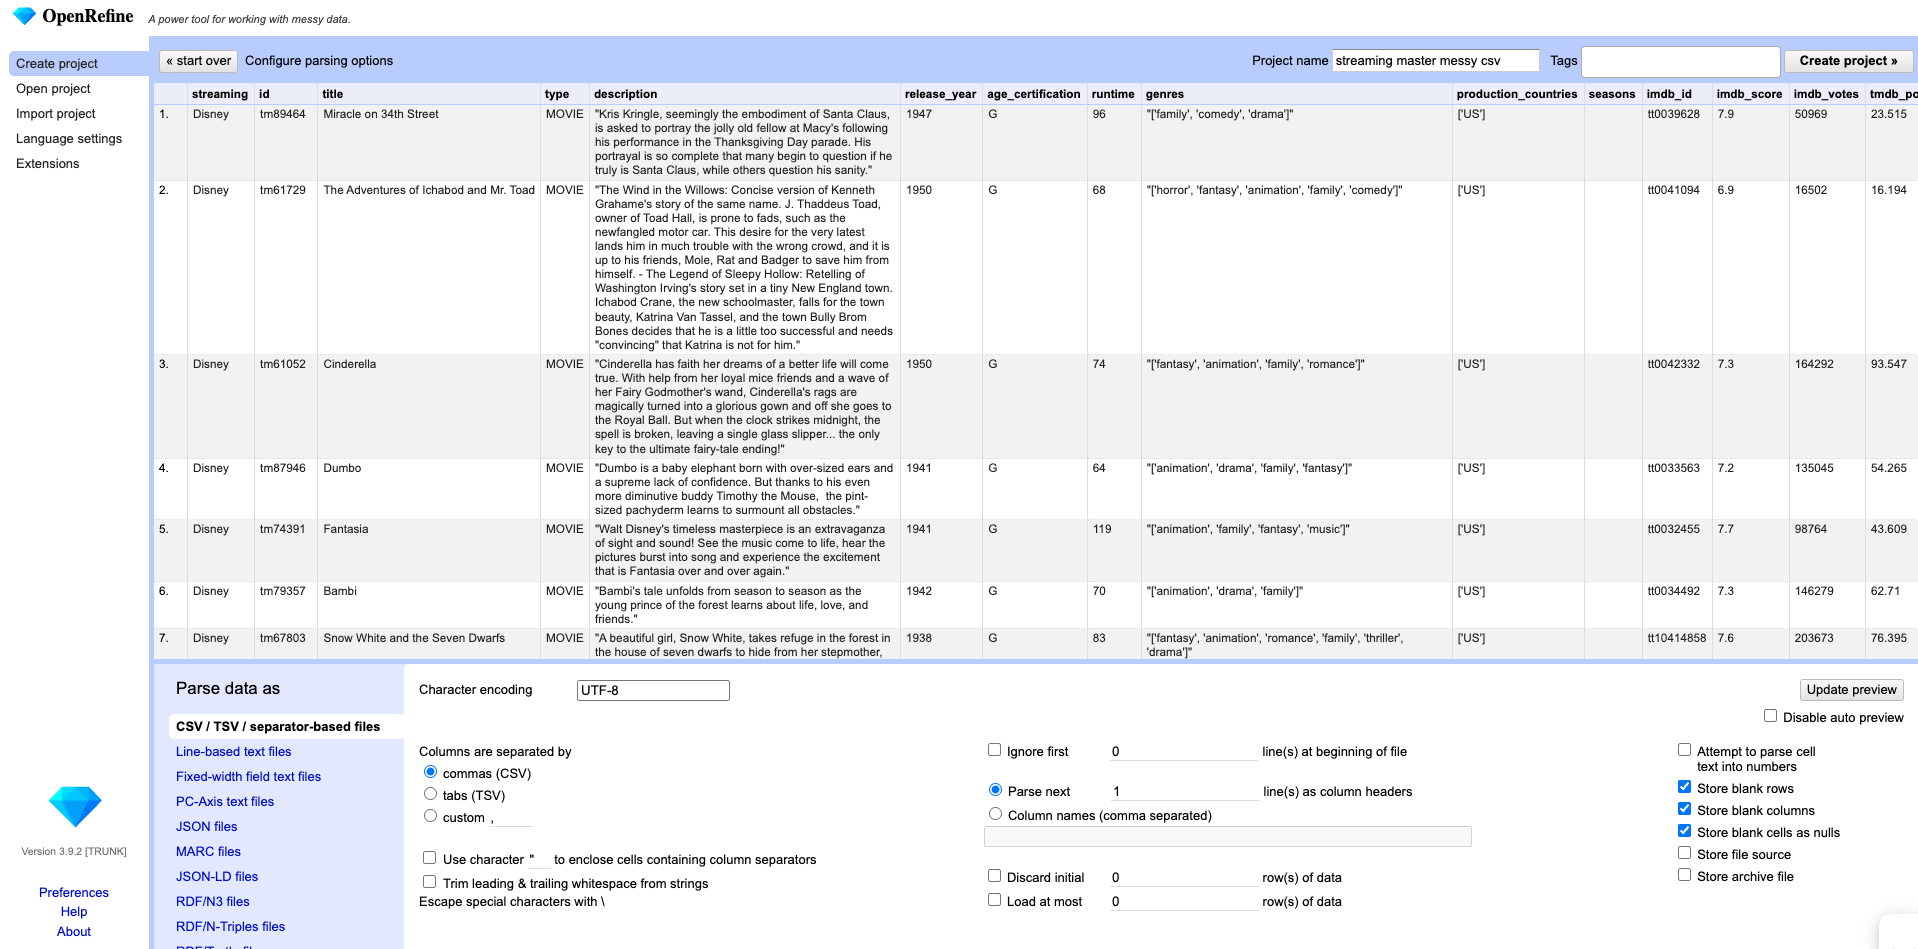 OpenRefine A power tool for working with messy data.
Create project
Open project
Import project
Language settings
Extensions
« start over Configure parsing options Project name streaming master messy csv Tags Create project »
streaming id title type description release_year age_certification runtime genres production_countries seasons imdb_id imdb_score imdb_votes tmdb_po
1. Disney tm89464 Miracle on 34th Street MOVIE "Kris Kringle, seemingly the embodiment of Santa Claus, 1947 G 96 "['family', 'comedy', 'drama']" ['US'] tt0039628 7.9 50969 23.515
is asked to portray the jolly old fellow at Macy's following
his performance in the Thanksgiving Day parade. His
portrayal is so complete that many begin to question if he
truly is Santa Claus, while others question his sanity."
2. Disney tm61729 The Adventures of Ichabod and Mr. Toad MOVIE "The Wind in the Willows: Concise version of Kenneth 1950 G 68 "['horror', 'fantasy', 'animation', 'family', 'comedy']" ['US'] tt0041094 6.9 16502 16.194
Grahame's story of the same name. J. Thaddeus Toad,
owner of Toad Hall, is prone to fads, such as the
newfangled motor car. This desire for the very latest
lands him in much trouble with the wrong crowd, and it is
up to his friends, Mole, Rat and Badger to save him from
himself. - The Legend of Sleepy Hollow: Retelling of
Washington Irving's story set in a tiny New England town.
Ichabod Crane, the new schoolmaster, falls for the town
beauty, Katrina Van Tassel, and the town Bully Brom
Bones decides that he is a little too successful and needs
"convincing" that Katrina is not for him."
3. Disney tm61052 Cinderella MOVIE "Cinderella has faith her dreams of a better life will come 1950 G 74 "['fantasy', 'animation', 'family', 'romance']" ['US'] tt0042332 7.3 164292 93.547
true. With help from her loyal mice friends and a wave of
her Fairy Godmother's wand, Cinderella's rags are
magically turned into a glorious gown and off she goes to
the Royal Ball. But when the clock strikes midnight, the
spell is broken, leaving a single glass slipper... the only
key to the ultimate fairy-tale ending!"
4. Disney tm87946 Dumbo MOVIE "Dumbo is a baby elephant born with over-sized ears and 1941 G 64 "['animation', 'drama', 'family', 'fantasy']" ['US'] tt0033563 7.2 135045 54.265
a supreme lack of confidence. But thanks to his even
more diminutive buddy Timothy the Mouse, the pint-
sized pachyderm learns to surmount all obstacles."
5. Disney tm74391 Fantasia MOVIE "Walt Disney's timeless masterpiece is an extravaganza 1941 G 119 "['animation', 'family', 'fantasy', 'music']" ['US'] tt0032455 7.7 98764 43.609
of sight and sound! See the music come to life, hear the
pictures burst into song and experience the excitement
that is Fantasia over and over again."
6. Disney tm79357 Bambi MOVIE "Bambi's tale unfolds from season to season as the 1942 G 70 "['animation', 'drama', 'family']" ['US'] tt0034492 7.3 146279 62.71
young prince of the forest learns about life, love, and
friends."
7. Disney tm67803 Snow White and the Seven Dwarfs MOVIE "A beautiful girl, Snow White, takes refuge in the forest in 1938 G 83 "['fantasy', 'animation', 'romance', 'family', 'thriller', ['US'] tt10414858 7.6 203673 76.395
the house of seven dwarfs to hide from her stepmother, 'drama']"
Parse data as
CSV / TSV / separator-based files
Line-based text files
Fixed-width field text files
PC-Axis text files
JSON files
MARC files
JSON-LD files
RDF/N3 files
RDF/N-Triples files
Character encoding UTF-8
Update preview
Disable auto preview
Columns are separated by
commas (CSV)
tabs (TSV)
custom ,
Use character " to enclose cells containing column separators
Trim leading & trailing whitespace from strings
Escape special characters with \
Ignore first 0 line(s) at beginning of file
Parse next 1 line(s) as column headers
Column names (comma separated)
Discard initial 0 row(s) of data
Load at most 0 row(s) of data
Attempt to parse cell
text into numbers
Store blank rows
Store blank columns
Store blank cells as nulls
Store file source
Store archive file
Version 3.9.2 [TRUNK]
Preferences
Help
About